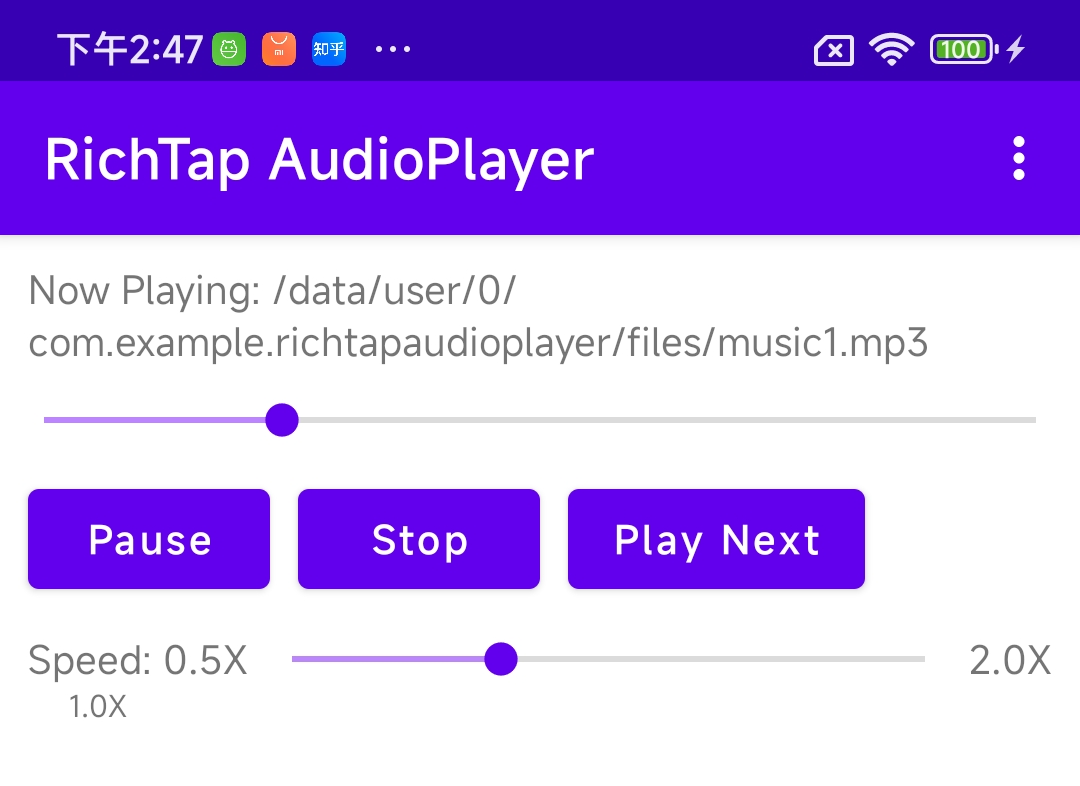 下午2:47 知乎 ... 100
RichTap AudioPlayer
Now Playing: /data/user/0/
com.example.richtapaudioplayer/files/music1.mp3
Pause Stop Play Next
Speed: 0.5X 2.0X
1.0X